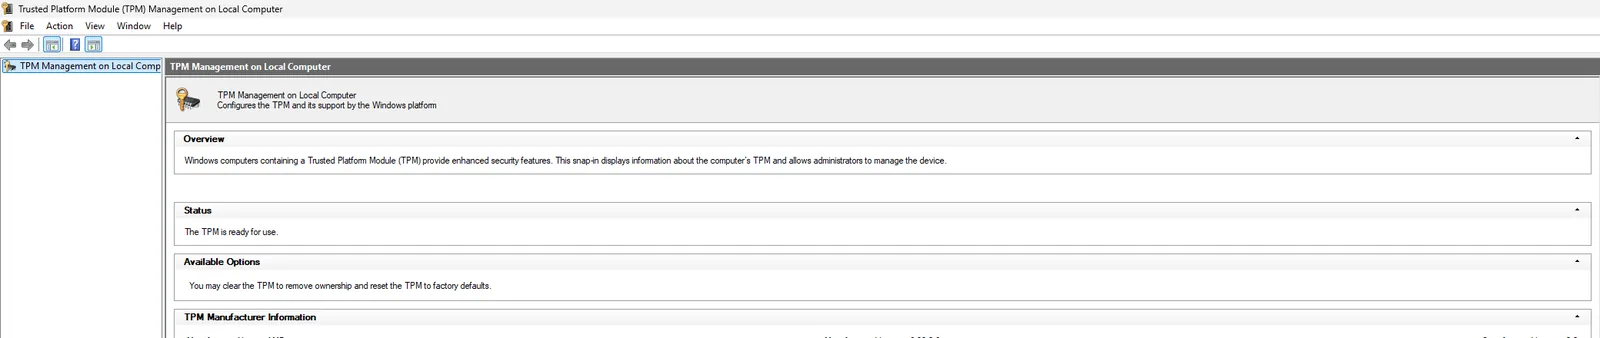 Trusted Platform Module (TPM) Management on Local Computer
File Action View Window Help
TPM Management on Local Comp
TPM Management on Local Computer
TPM Management on Local Computer
Configures the TPM and its support by the Windows platform
Overview
Windows computers containing a Trusted Platform Module (TPM) provide enhanced security features. This snap-in displays information about the computer's TPM and allows administrators to manage the device.
Status
The TPM is ready for use.
Available Options
You may clear the TPM to remove ownership and reset the TPM to factory defaults.
TPM Manufacturer Information